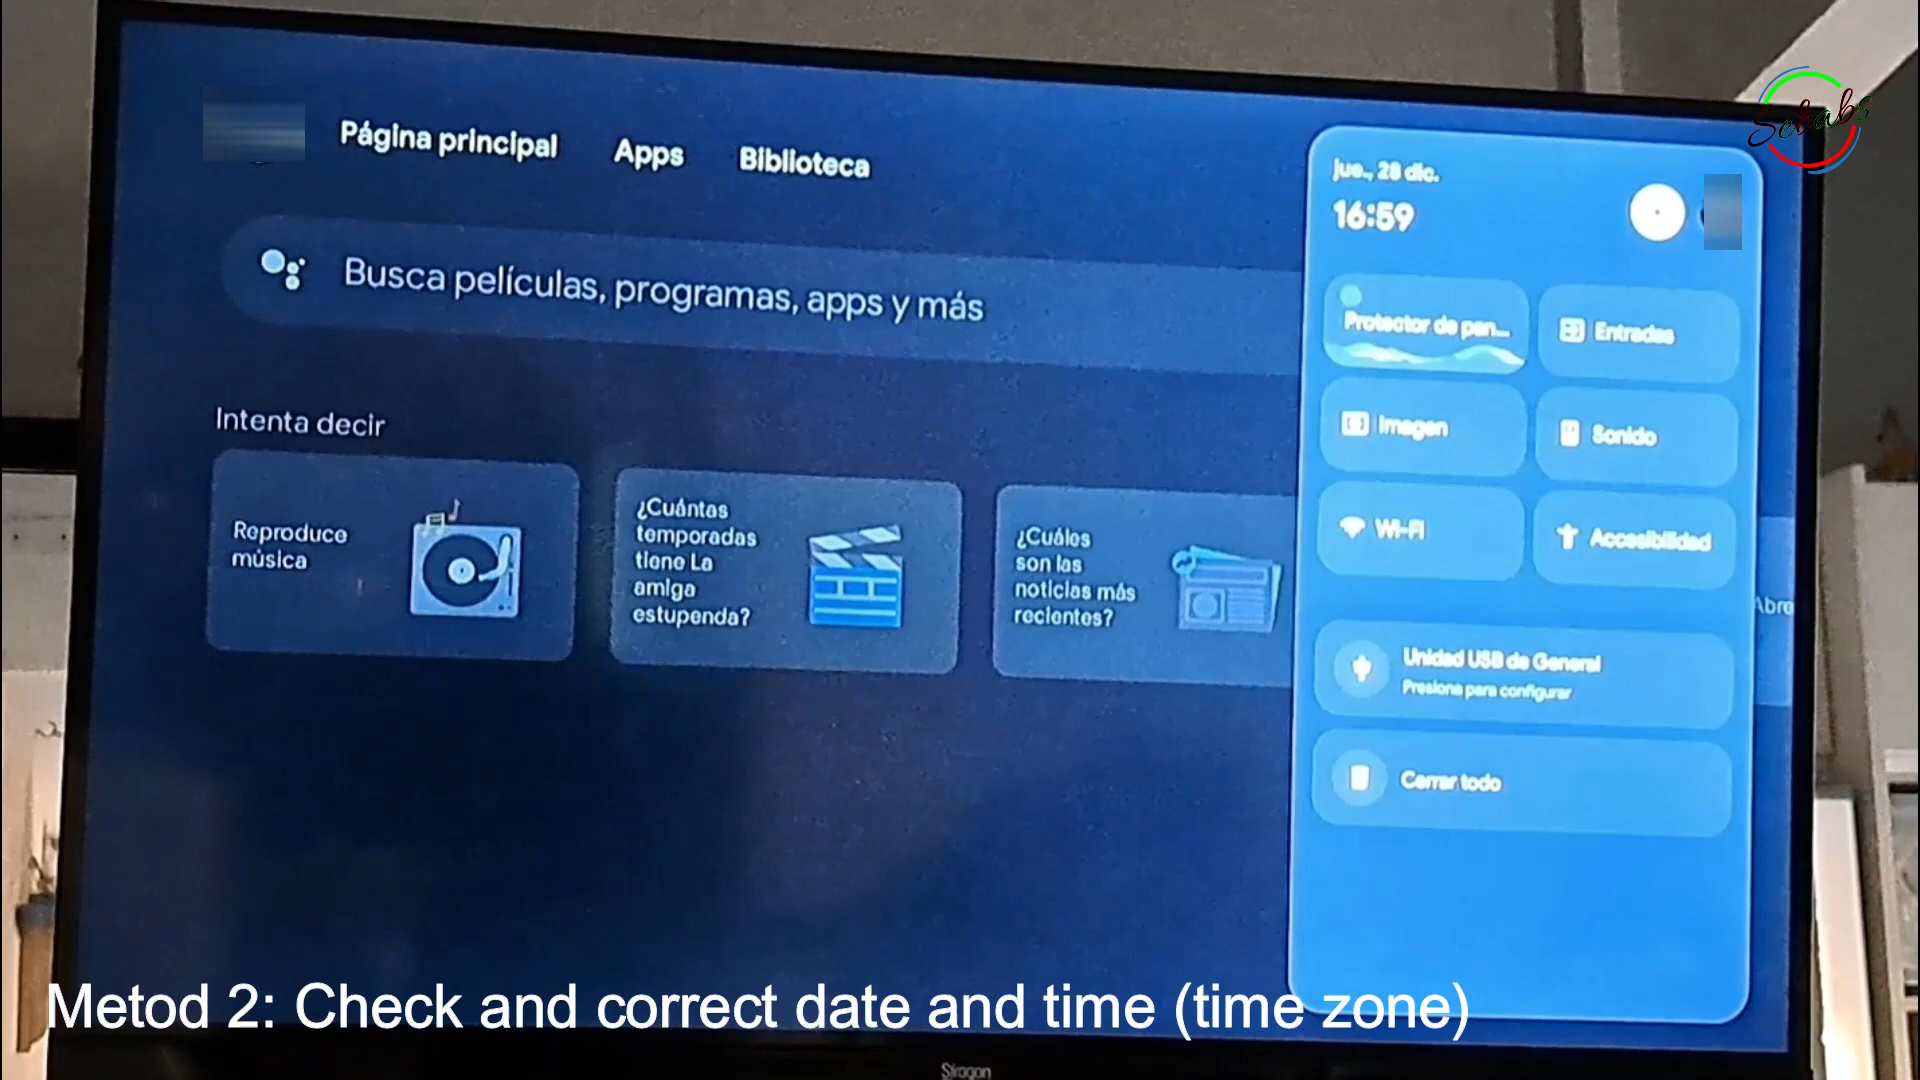 Sebabs
Página principal
Apps
Biblioteca
jue., 28 dic.
16:59
Busca películas, programas, apps y más
Protector de pan...
Entradas
Imagen
Sonido
Wi-Fi
Accesibilidad
Intenta decir
Reproduce
música
¿Cuántas
temporadas
tiene La
amiga
estupenda?
¿Cuáles
son las
noticias más
recientes?
Abre
Unidad USB de General
Presiona para configurar
Cerrar todo
Metod 2: Check and correct date and time (time zone)
Siragon